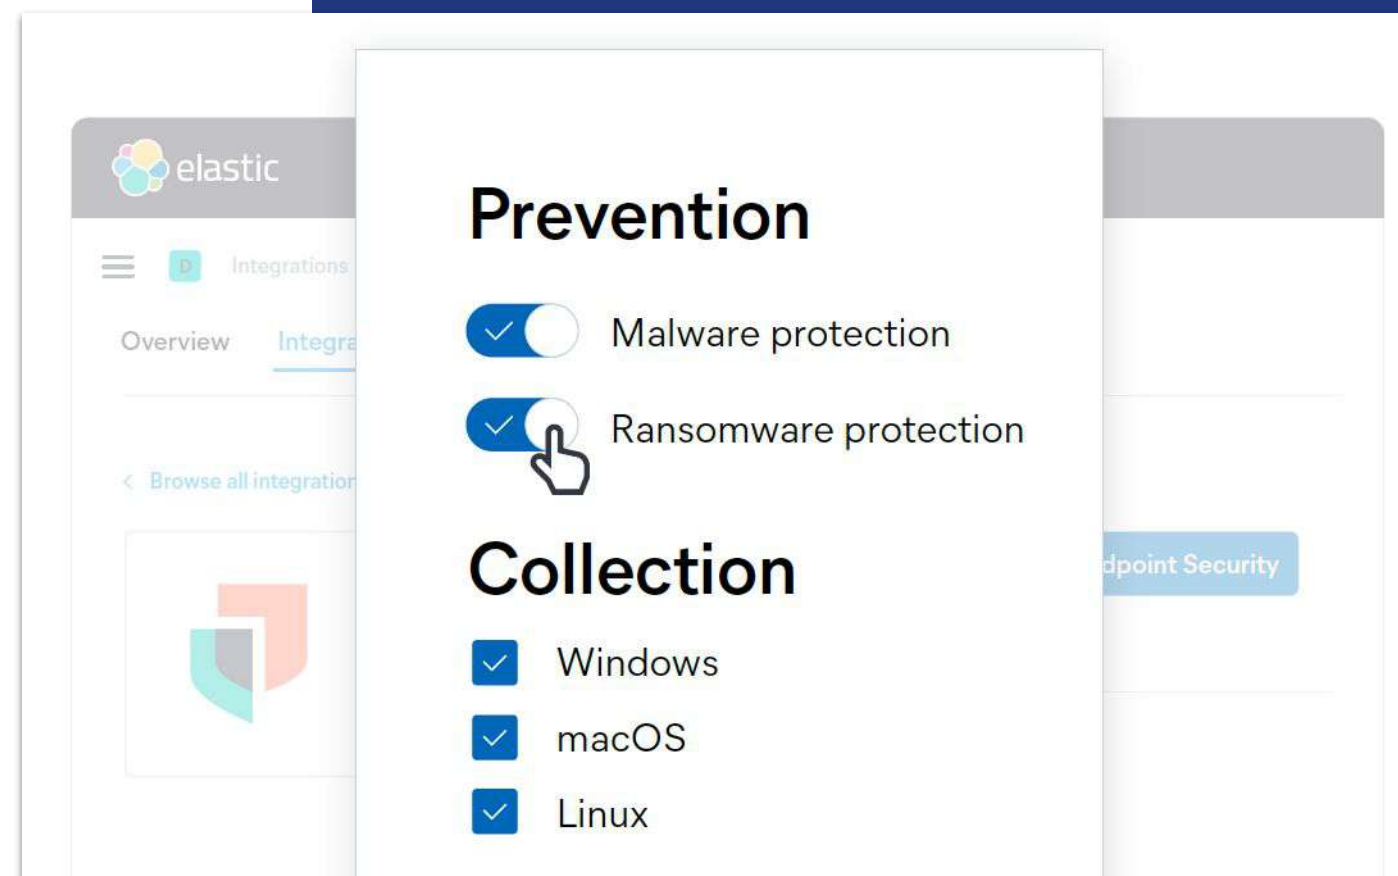 elastic
Prevention
D Integrations
Malware protection
Overview Integra
Ransomware protection
< Browse all integration
Collection
dpoint Security
Windows
macOS
Linux